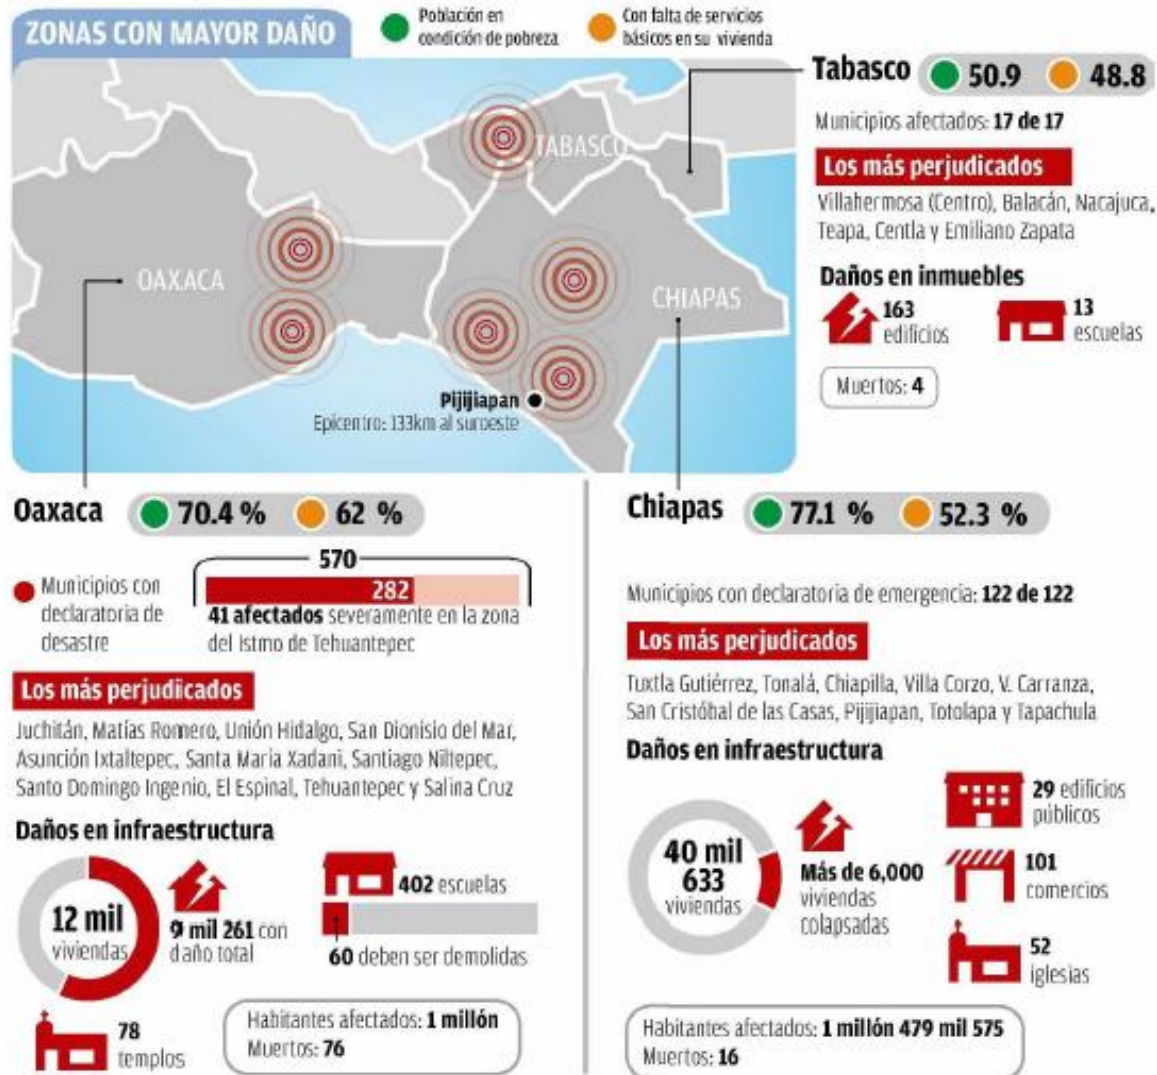 ZONAS CON MAYOR DAÑO
Población en
condición de pobreza
Con falta de servicios
básicos en su vivienda
TABASCO
OAXACA
CHIAPAS
Pijijiapan
Epicentro: 133km al suroeste
Tabasco 50.9 48.8
Municipios afectados: 17 de 17
Los más perjudicados
Villahermosa (Centro), Balacán, Nacajuca,
Teapa, Centla y Emiliano Zapata
Daños en inmuebles
163
edificios
13
escuelas
Muertos: 4
Oaxaca 70.4 % 62 %
Municipios con
declaratoria de
desastre
570
282
41 afectados severamente en la zona
del Istmo de Tehuantepec
Los más perjudicados
Juchitán, Matías Romero, Unión Hidalgo, San Dionisio del Mar,
Asunción Ixtaltepec, Santa María Xadani, Santiago Niltepec,
Santo Domingo Ingenio, El Espinal, Tehuantepec y Salina Cruz
Daños en infraestructura
12 mil
viviendas
9 mil 261 con
daño total
402 escuelas
60 deben ser demolidas
78
templos
Habitantes afectados: 1 millón
Muertos: 76
Chiapas 77.1 % 52.3 %
Municipios con declaratoria de emergencia: 122 de 122
Los más perjudicados
Tuxtla Gutiérrez, Tonalá, Chiapilla, Villa Corzo, V. Carranza,
San Cristóbal de las Casas, Pijijiapan, Totolapa y Tapachula
Daños en infraestructura
40 mil
633
viviendas
Más de 6,000
viviendas
colapsadas
29 edificios
públicos
101
comercios
52
iglesias
Habitantes afectados: 1 millón 479 mil 575
Muertos: 16